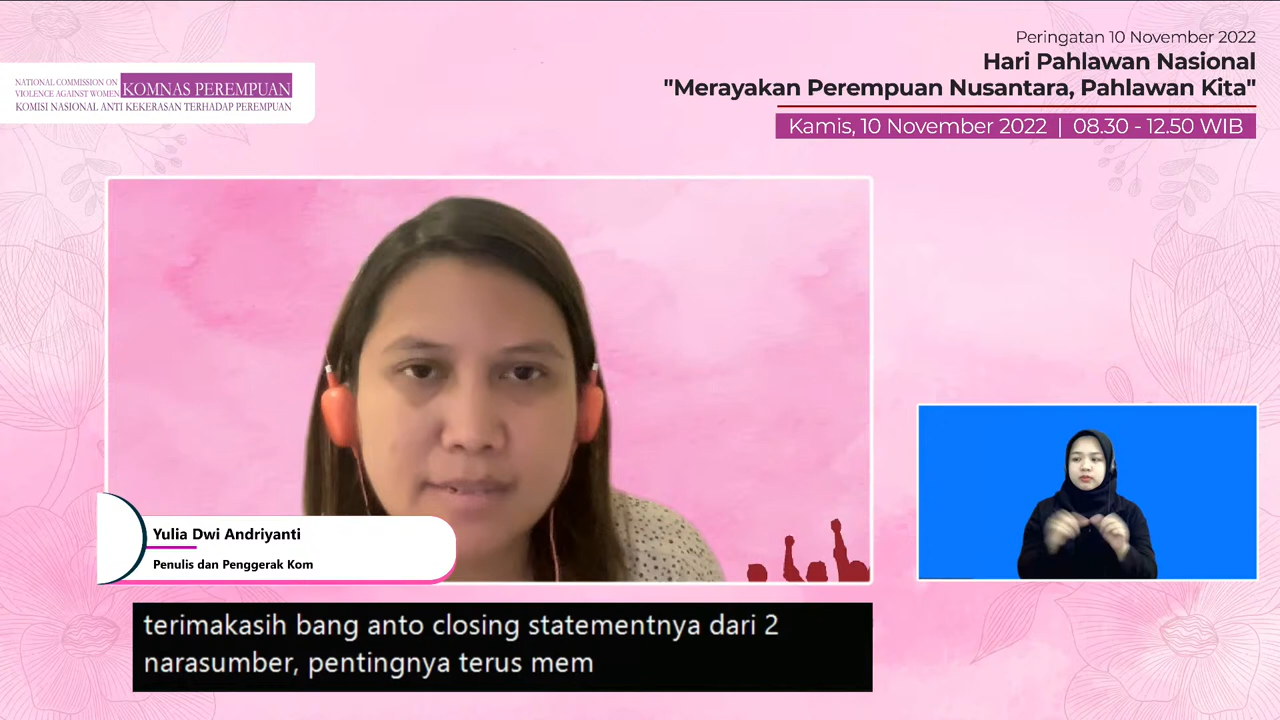 Peringatan 10 November 2022
Hari Pahlawan Nasional
"Merayakan Perempuan Nusantara, Pahlawan Kita"
Kamis, 10 November 2022 | 08.30 - 12.50 WIB
NATIONAL COMMISSION ON
VIOLENCE AGAINST WOMEN
KOMNAS PEREMPUAN
KOMISI NASIONAL ANTI KEKERASAN TERHADAP PEREMPUAN
Yulia Dwi Andriyanti
Penulis dan Penggerak Kom
terimakasih bang anto closing statementnya dari 2
narasumber, pentingnya terus mem